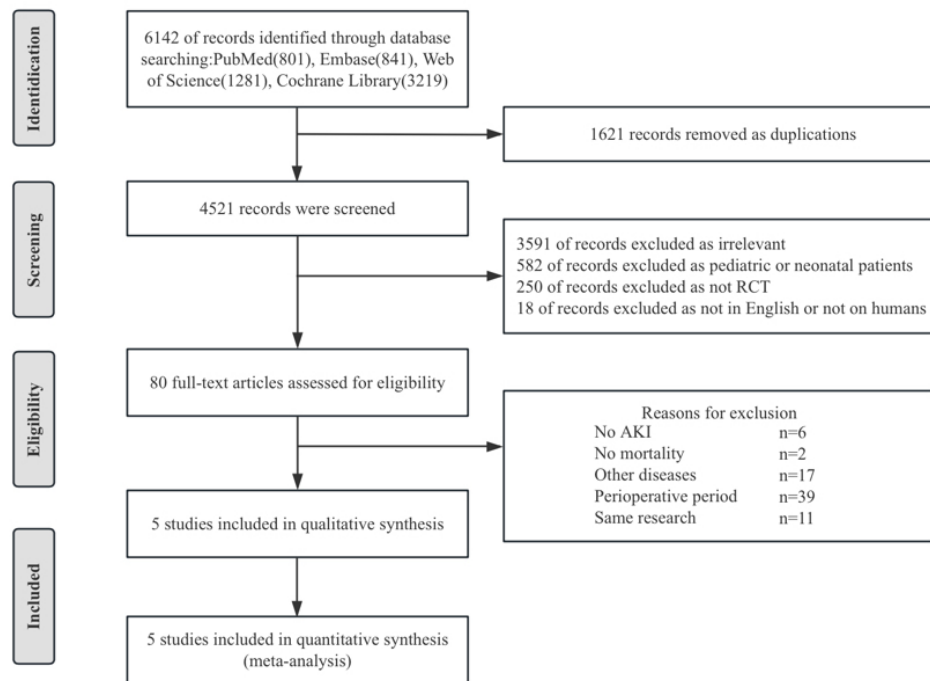 Identidication
6142 of records identified through database
searching:PubMed(801), Embase(841), Web
of Science(1281), Cochrane Library(3219)
1621 records removed as duplications
Screening
4521 records were screened
3591 of records excluded as irrelevant
582 of records excluded as pediatric or neonatal patients
250 of records excluded as not RCT
18 of records excluded as not in English or not on humans
Eligibility
80 full-text articles assessed for eligibility
Reasons for exclusion
No AKI n=6
No mortality n=2
Other diseases n=17
Perioperative period n=39
Same research n=11
5 studies included in qualitative synthesis
Included
5 studies included in quantitative synthesis
(meta-analysis)